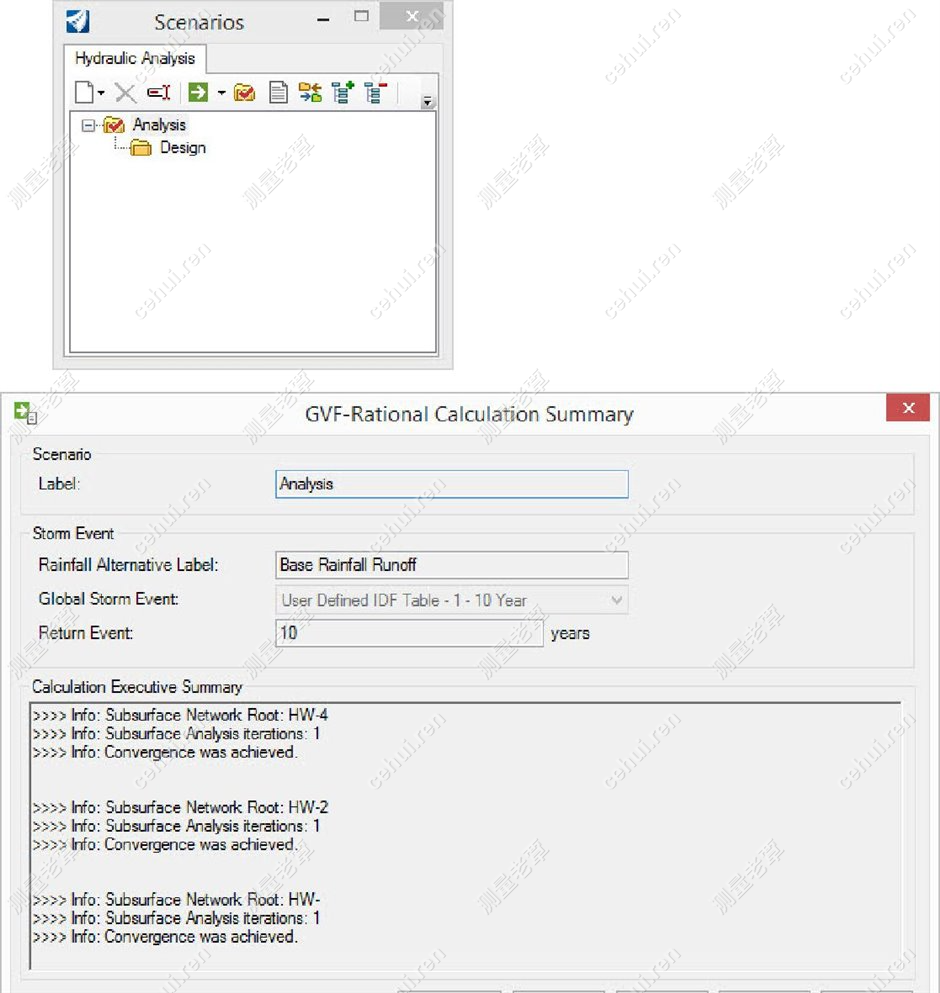 Scenarios
Hydraulic Analysis
Analysis
Design
GVF-Rational Calculation Summary
Scenario
Label:
Analysis
Storm Event
Rainfall Alternative Label:
Base Rainfall Runoff
Global Storm Event:
User Defined IDF Table - 1 - 10 Year
Return Event:
10
years
Calculation Executive Summary
>>>> Info: Subsurface Network Root: HW-4
>>>> Info: Subsurface Analysis iterations: 1
>>>> Info: Convergence was achieved.
>>>> Info: Subsurface Network Root: HW-2
>>>> Info: Subsurface Analysis iterations: 1
>>>> Info: Convergence was achieved.
>>>> Info: Subsurface Network Root: HW-
>>>> Info: Subsurface Analysis iterations: 1
>>>> Info: Convergence was achieved.
测量老覃
cehui.ren